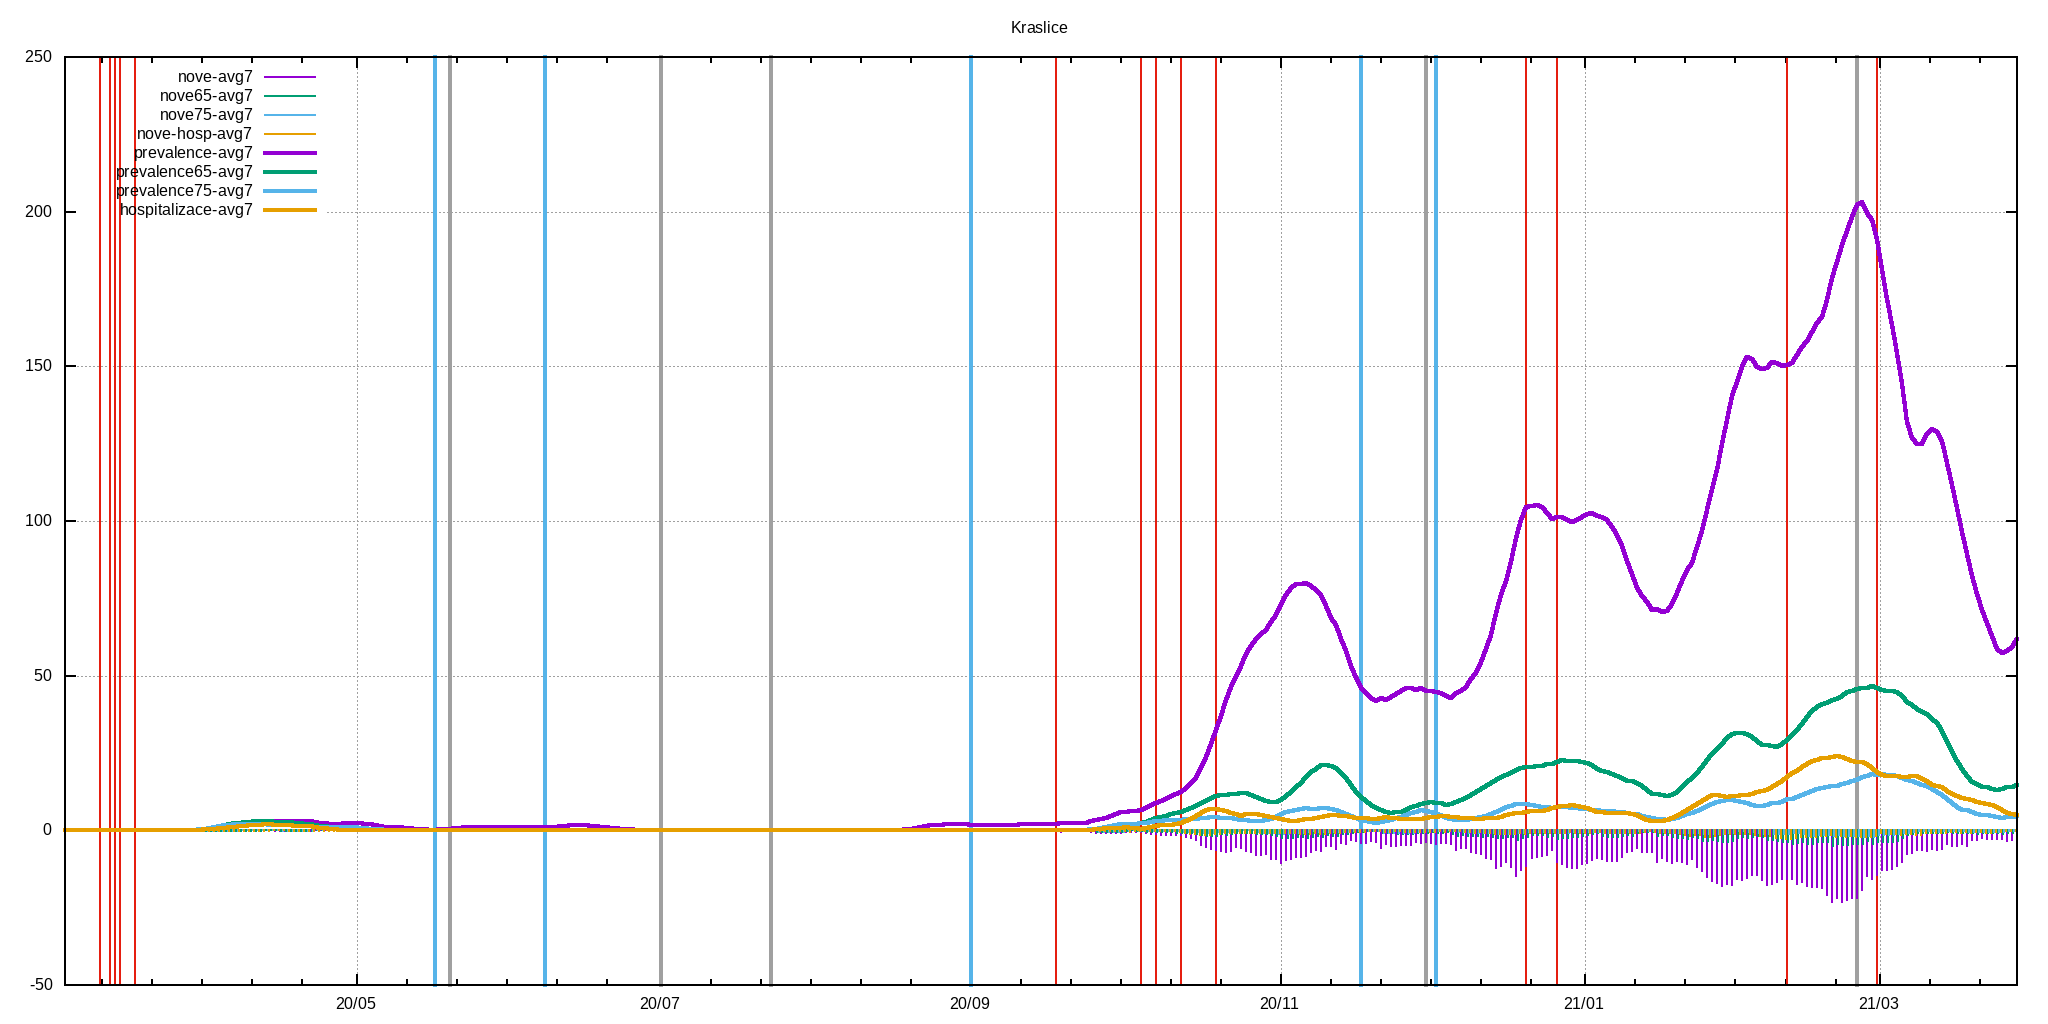 Kraslice
250
200
150
100
50
0
-50
nove-avg7
nove65-avg7
nove75-avg7
nove-hosp-avg7
prevalence-avg7
prevalence65-avg7
prevalence75-avg7
hospitalizace-avg7
20/05
20/07
20/09
20/11
21/01
21/03